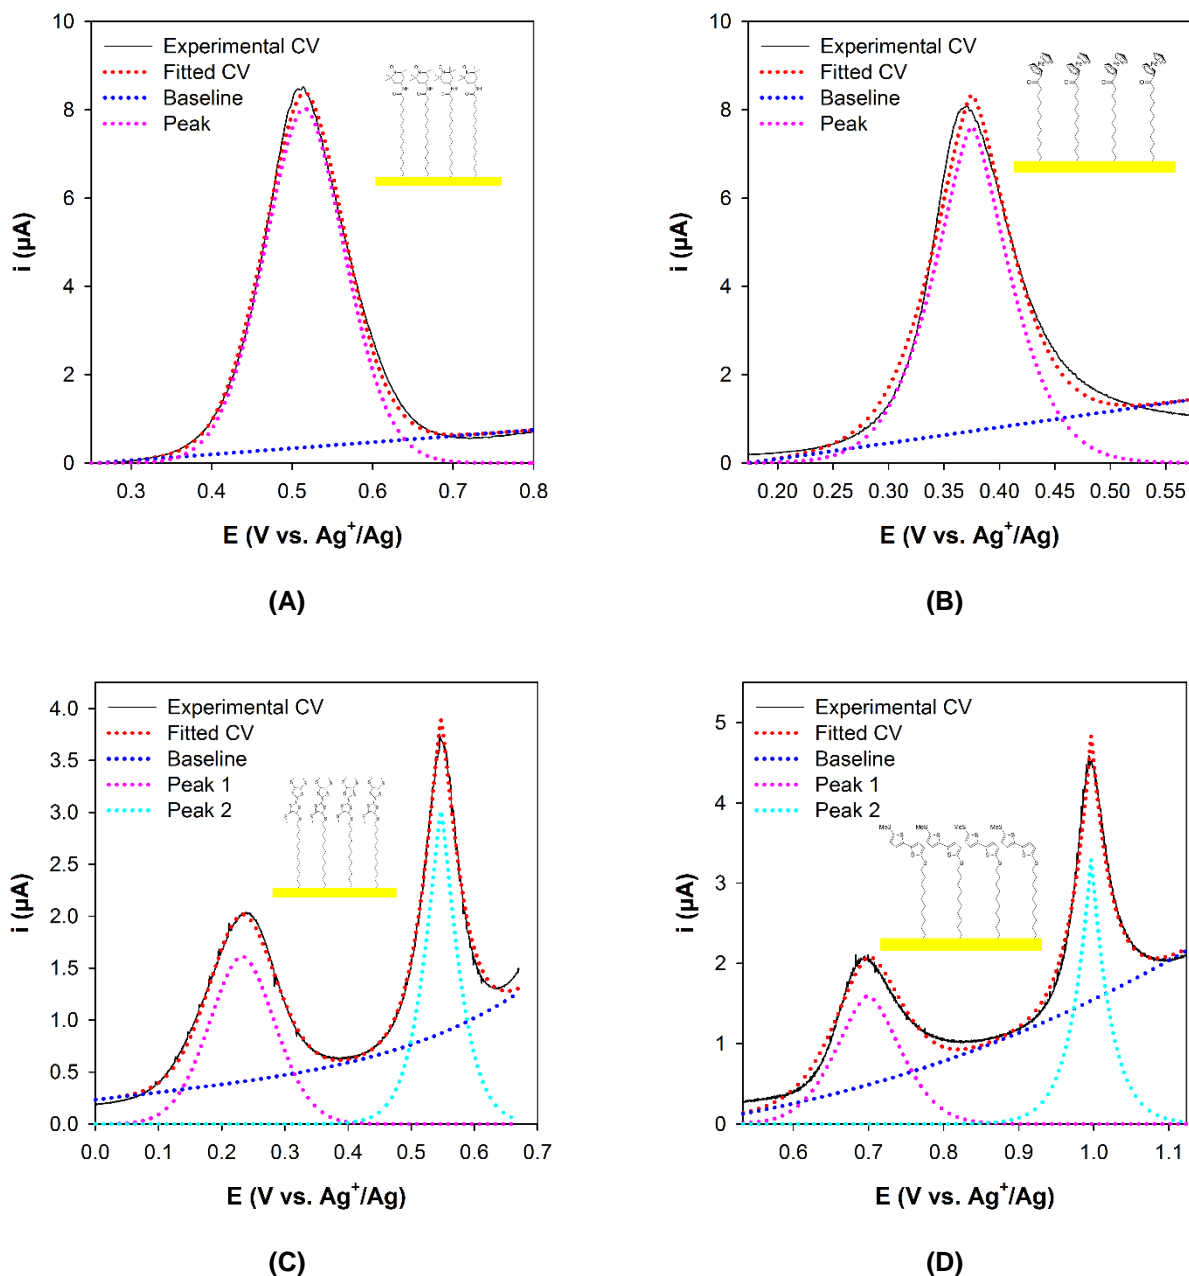 10
8
6
4
2
0
i (µA)
Experimental CV
Fitted CV
Baseline
Peak
0.3 0.4 0.5 0.6 0.7 0.8
E (V vs. Ag⁺/Ag)
(A)
10
8
6
4
2
0
i (µA)
Experimental CV
Fitted CV
Baseline
Peak
0.20 0.25 0.30 0.35 0.40 0.45 0.50 0.55
E (V vs. Ag⁺/Ag)
(B)
4.0
3.5
3.0
2.5
2.0
1.5
1.0
0.5
0.0
i (µA)
Experimental CV
Fitted CV
Baseline
Peak 1
Peak 2
0.0 0.1 0.2 0.3 0.4 0.5 0.6 0.7
E (V vs. Ag⁺/Ag)
(C)
5
4
3
2
1
0
i (µA)
Experimental CV
Fitted CV
Baseline
Peak 1
Peak 2
MeS MeS MeS MeS
0.6 0.7 0.8 0.9 1.0 1.1
E (V vs. Ag⁺/Ag)
(D)